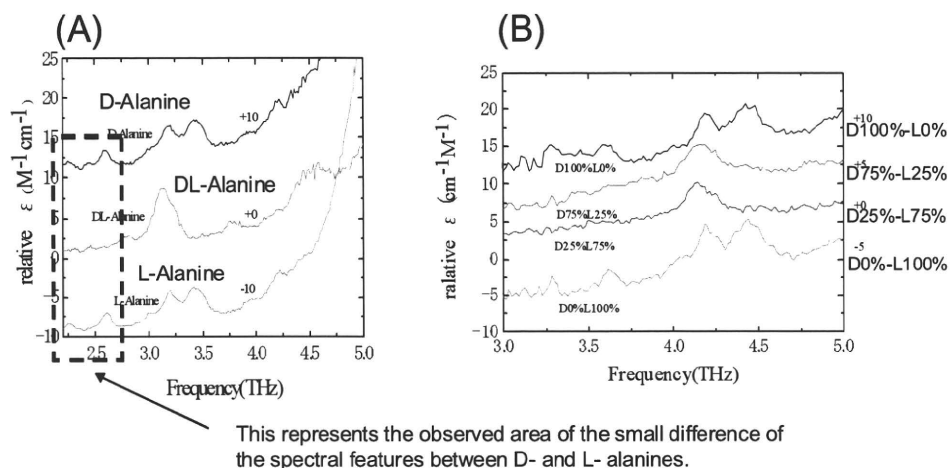 (A)
25
20
15
10
5
0
-5
-10
relative ε (M⁻¹ cm⁻¹)
D-Alanine
D-Alanine
+10
DL-Alanine
DL-Alanine
+0
L-Alanine
L-Alanine
-10
2.5 3.0 3.5 4.0 4.5 5.0
Frequency(THz)
(B)
25
20
15
10
5
0
-5
-10
ralative ε (cm⁻¹M⁻¹)
D100%L0%
D75%L25%
D25%L75%
D0%L100%
+10
D100%-L0%
+5
D75%-L25%
+0
D25%-L75%
-5
D0%-L100%
3.0 3.5 4.0 4.5 5.0
Frequency(THz)
This represents the observed area of the small difference of
the spectral features between D- and L- alanines.